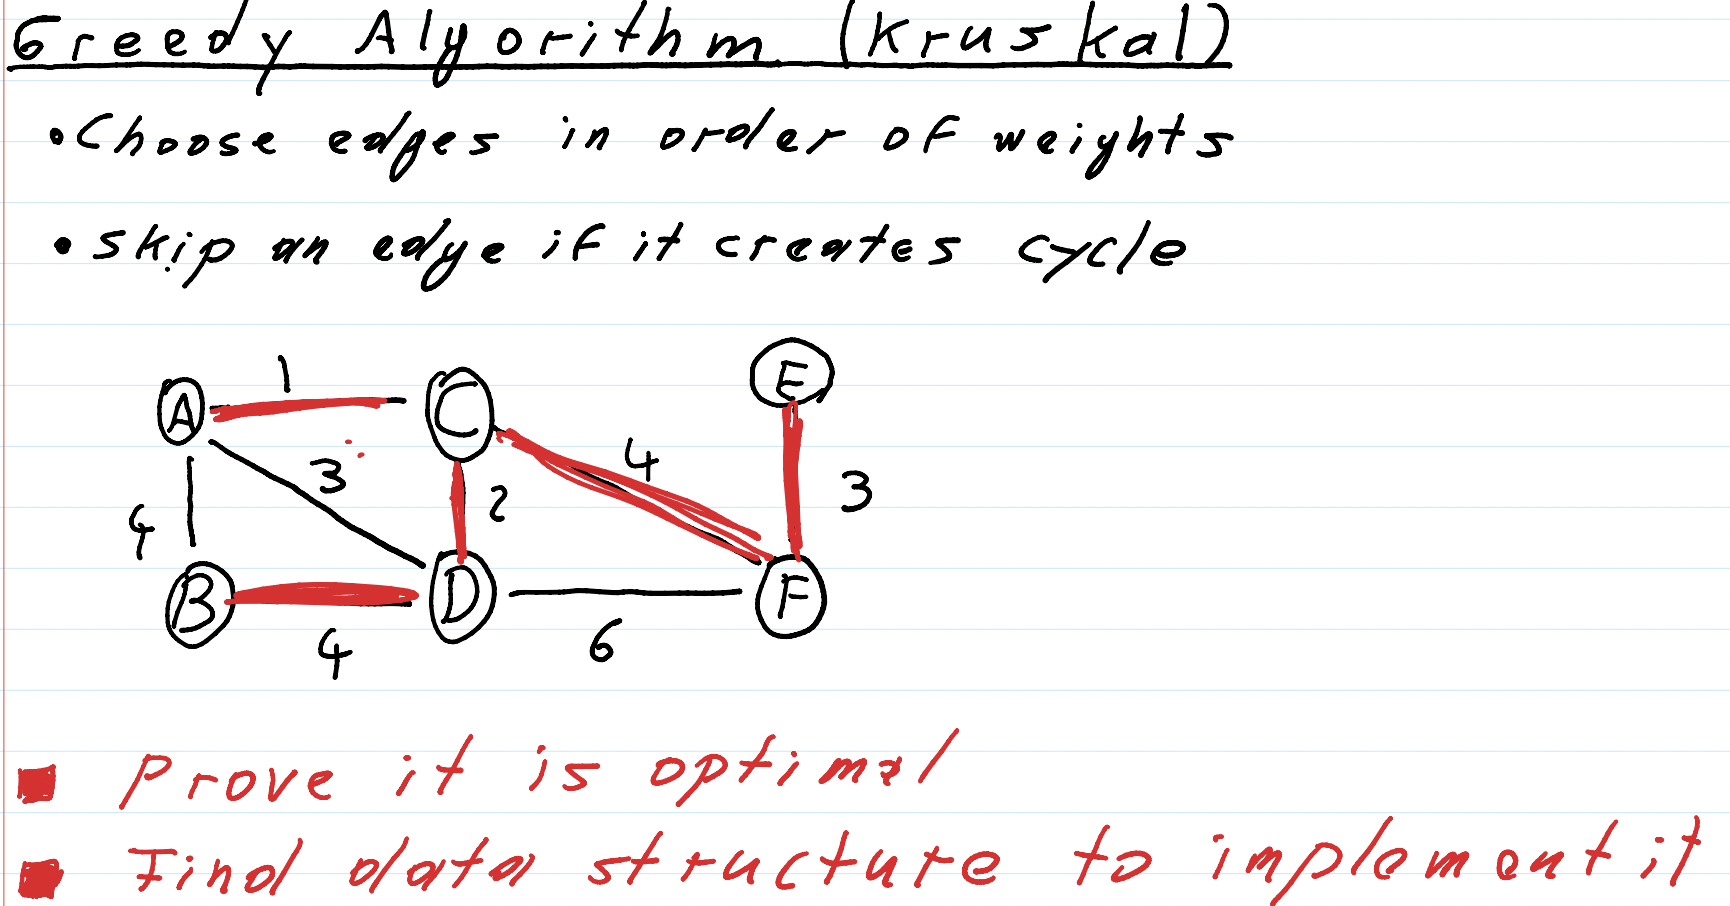 Greedy Algorithm (Kruskal)
• Choose edges in order of weights
• Skip an edge if it creates cycle
1
A C E
3 4
4 2 3
B D F
4 6
■ Prove it is optimal
■ Find data structure to implement it